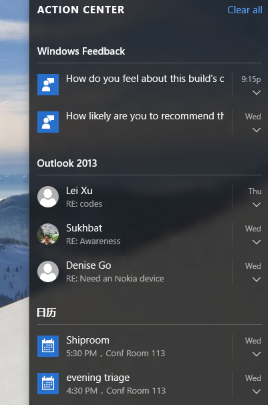 ACTION CENTER Clear all
Windows Feedback
How do you feel about this build's c 9:15p
How likely are you to recommend th Wed
Outlook 2013
Lei Xu Thu
RE: codes
Sukhbat Wed
RE: Awareness
Denise Go Wed
RE: Need an Nokia device
日历
Shiproom Wed
5:30 PM，Conf Room 113
evening triage Wed
4:30 PM，Conf Room 113